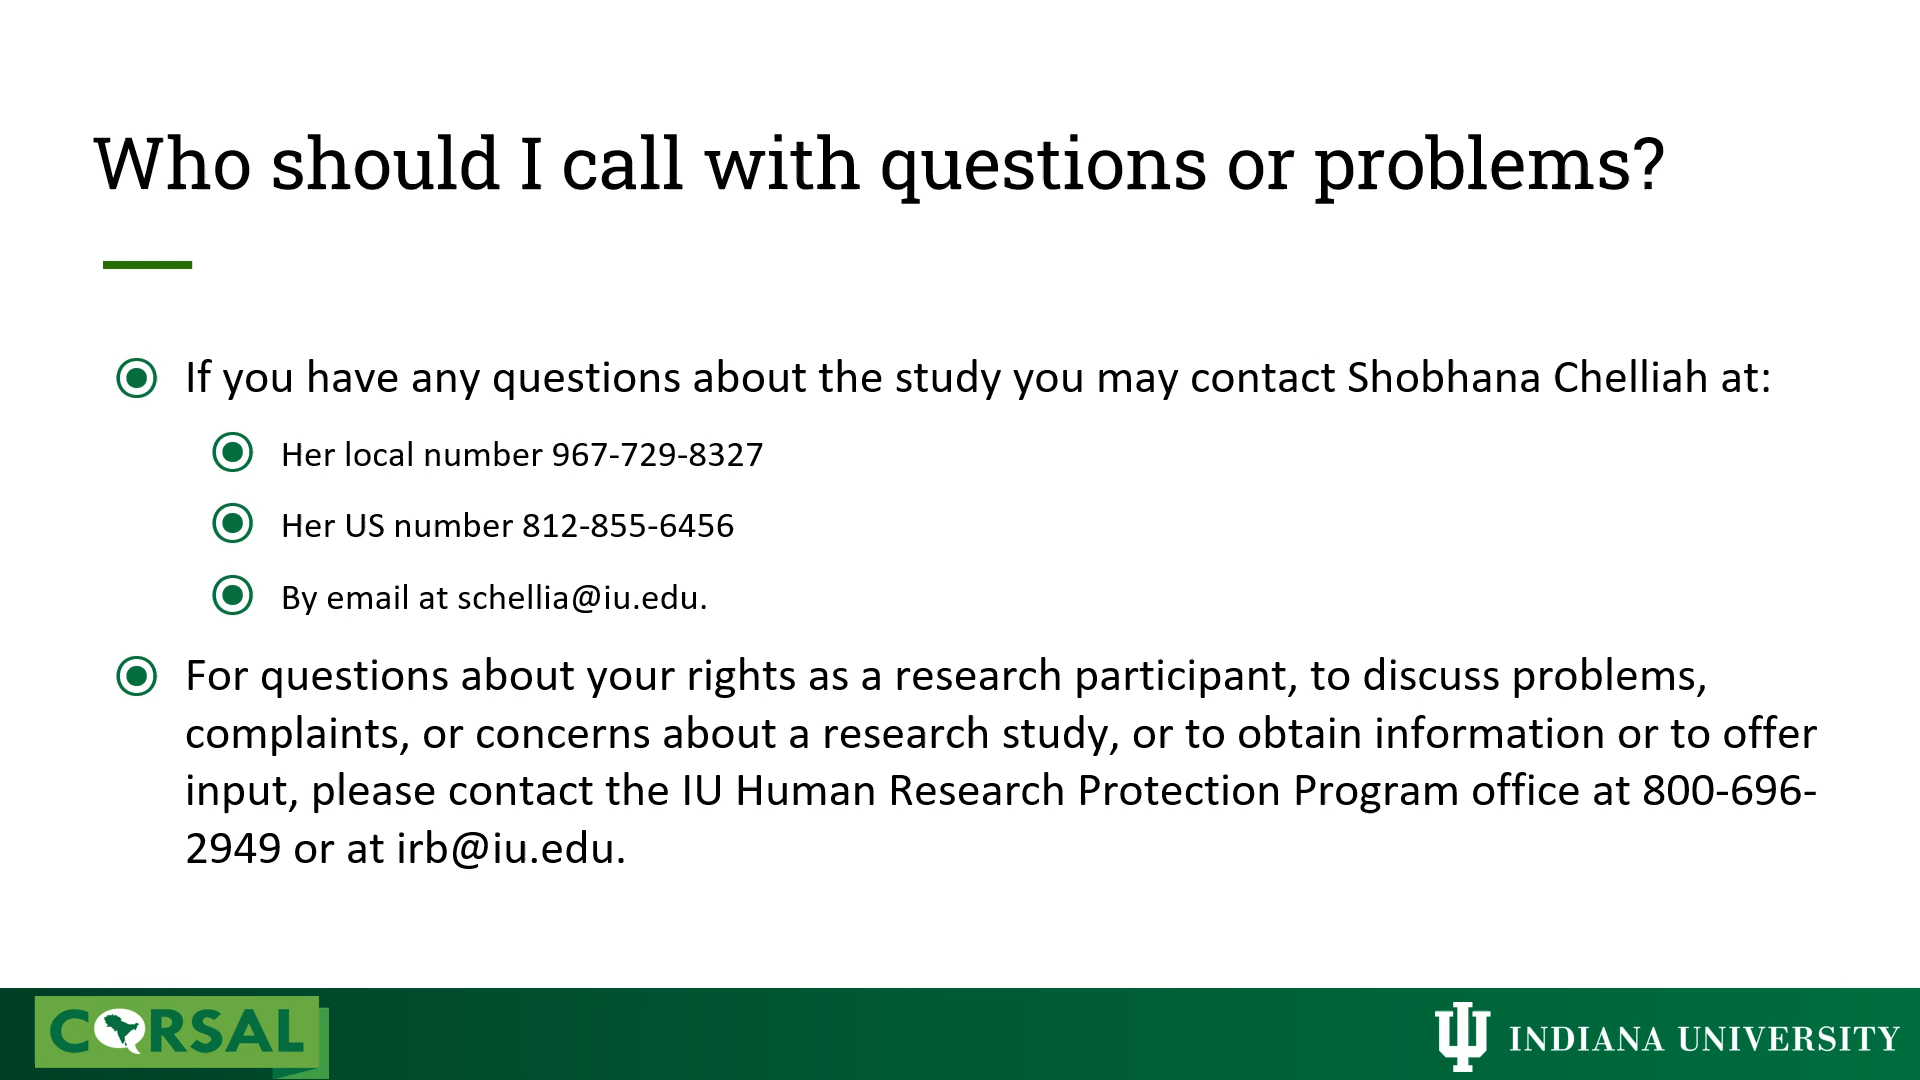 Who should I call with questions or problems?
If you have any questions about the study you may contact Shobhana Chelliah at:
Her local number 967-729-8327
Her US number 812-855-6456
By email at schellia@iu.edu.
For questions about your rights as a research participant, to discuss problems,
complaints, or concerns about a research study, or to obtain information or to offer
input, please contact the IU Human Research Protection Program office at 800-696-
2949 or at irb@iu.edu.
CORSAL
INDIANA UNIVERSITY